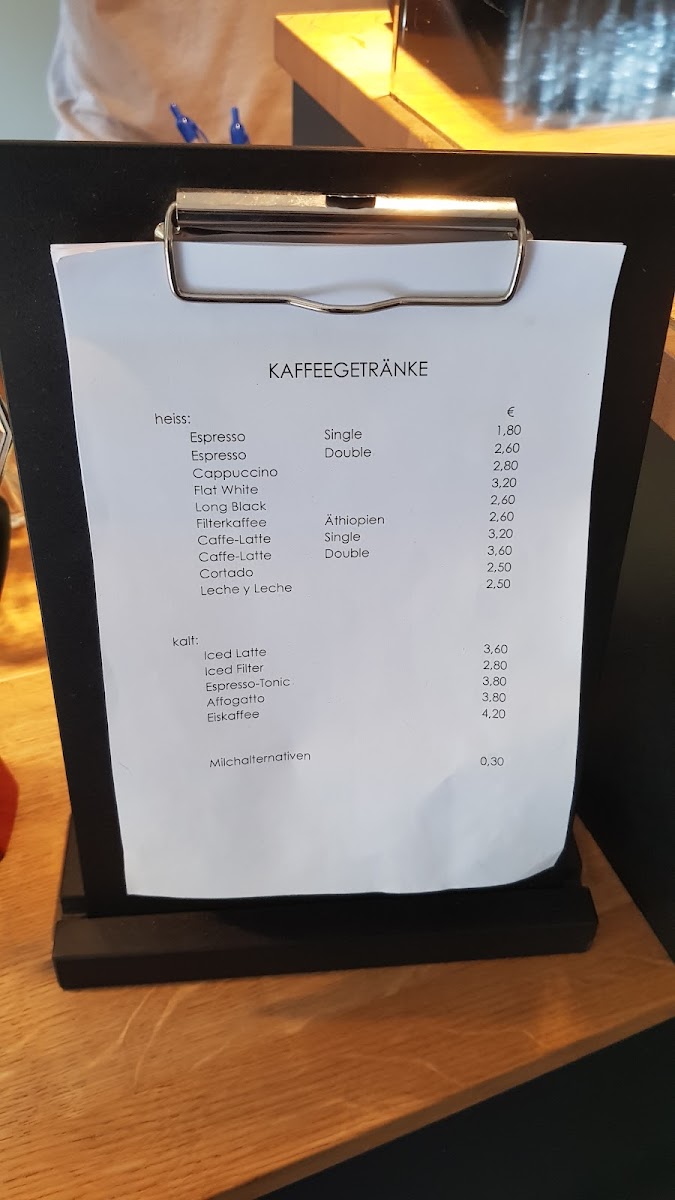 KAFFEEGETRÄNKE
heiss: €
Espresso Single 1,80
Espresso Double 2,60
Cappuccino 2,80
Flat White 3,20
Long Black 2,60
Filterkaffee Äthiopien 2,60
Caffe-Latte Single 3,20
Caffe-Latte Double 3,60
Cortado 2,50
Leche y Leche 2,50
kalt:
Iced Latte 3,60
Iced Filter 2,80
Espresso-Tonic 3,80
Affogatto 3,80
Eiskaffee 4,20
Milchalternativen 0,30